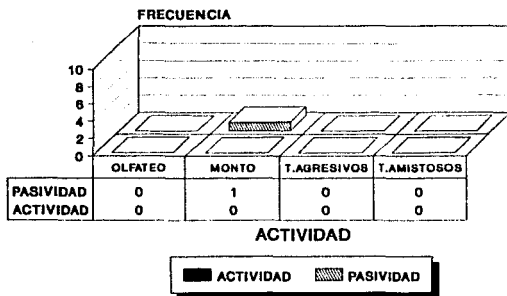 FRECUENCIA
10
8
6
4
2
0
OLFATEO MONTO T.AGRESIVOS T.AMISTOSOS
PASIVIDAD 0 1 0 0
ACTIVIDAD 0 0 0 0
ACTIVIDAD
ACTIVIDAD PASIVIDAD